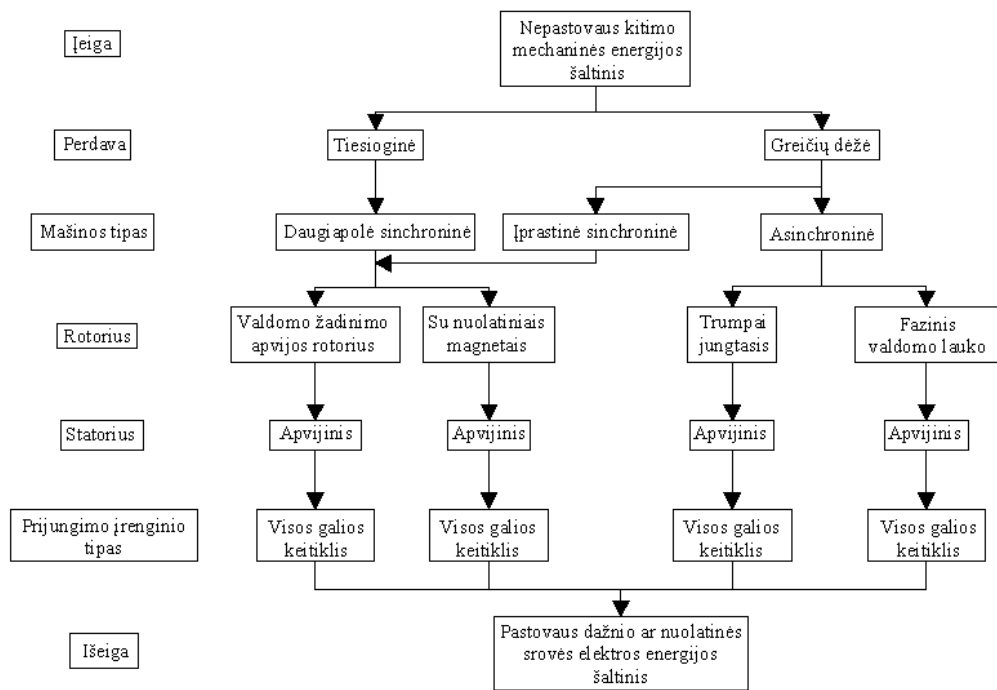 Įeiga
Nepastovaus kitimo
mechaninės energijos
šaltinis
Perdava
Tiesioginė
Greičių dėžė
Mašinos tipas
Daugiapolė sinchroninė
Įprastinė sinchroninė
Asinchroninė
Rotorius
Valdomo žadinimo
apvijos rotorius
Su nuolatiniais
magnetais
Trumpai
jungtasis
Fazinis
valdomo lauko
Statorius
Apvijinis
Apvijinis
Apvijinis
Apvijinis
Prijungimo įrenginio
tipas
Visos galios
keitiklis
Visos galios
keitiklis
Visos galios
keitiklis
Visos galios
keitiklis
Išeiga
Pastovaus dažnio ar nuolatinės
srovės elektros energijos
šaltinis